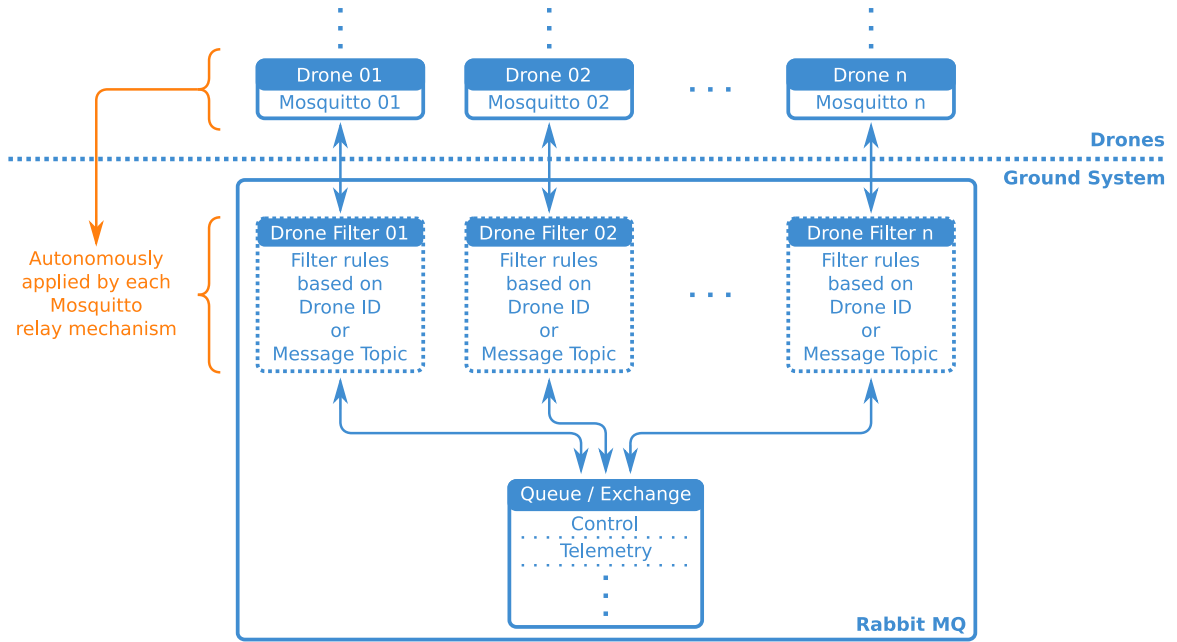 Drone 01
Mosquitto 01
Drone 02
Mosquitto 02
. . .
Drone n
Mosquitto n
Drones
Ground System
Autonomously
applied by each
Mosquitto
relay mechanism
Drone Filter 01
Filter rules
based on
Drone ID
or
Message Topic
Drone Filter 02
Filter rules
based on
Drone ID
or
Message Topic
. . .
Drone Filter n
Filter rules
based on
Drone ID
or
Message Topic
Queue / Exchange
Control
Telemetry
Rabbit MQ